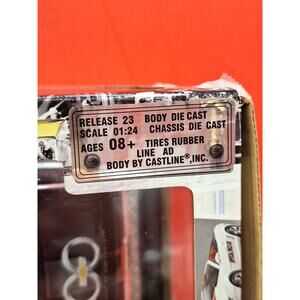 RELEASE 23 BODY DIE CAST
SCALE 01:24 CHASSIS DIE CAST
AGES 08+ TIRES RUBBER
LINE AD
BODY BY CASTLINE®, INC.